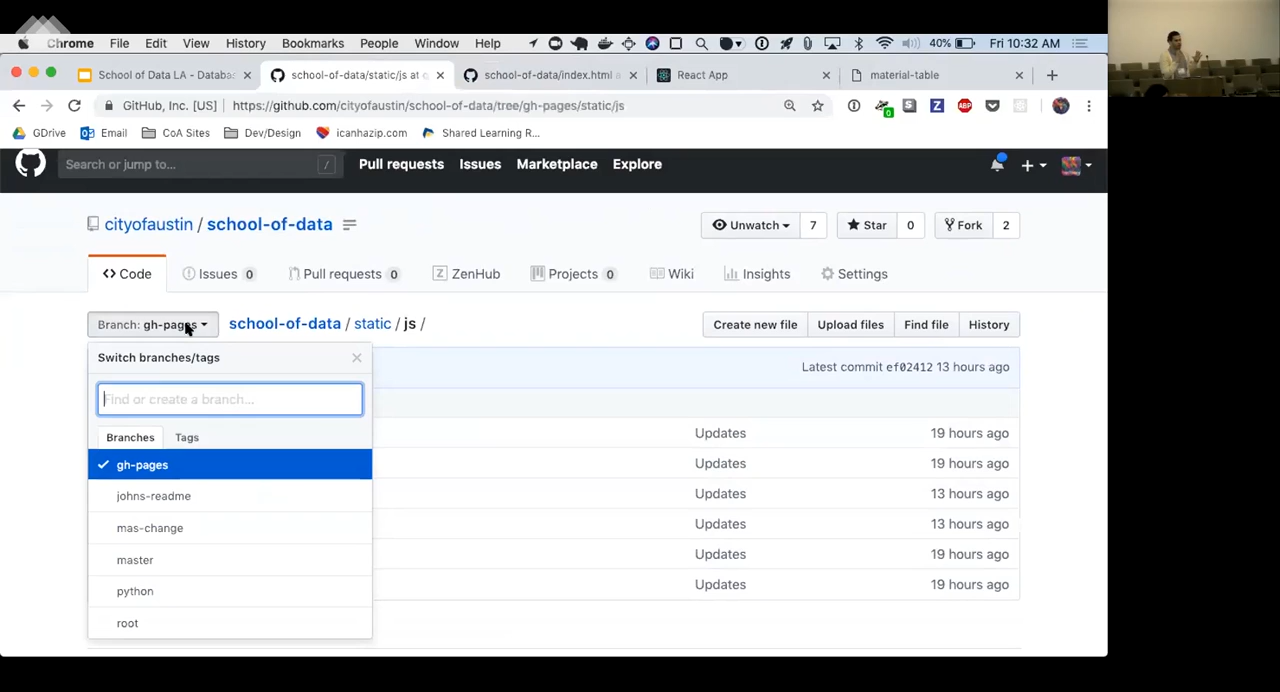 Chrome File Edit View History Bookmarks People Window Help 40% Fri 10:32 AM
School of Data LA - Databas
school-of-data/static/js at c
school-of-data/index.html a
React App
material-table
GitHub, Inc. [US] https://github.com/cityofaustin/school-of-data/tree/gh-pages/static/js
GDrive Email CoA Sites Dev/Design icanhazip.com Shared Learning R...
Search or jump to... / Pull requests Issues Marketplace Explore
cityofaustin / school-of-data Unwatch 7 Star 0 Fork 2
Code Issues 0 Pull requests 0 ZenHub Projects 0 Wiki Insights Settings
Branch: gh-pages school-of-data / static / js / Create new file Upload files Find file History
Switch branches/tags
Latest commit ef02412 13 hours ago
Find or create a branch...
Branches Tags
Updates 19 hours ago
gh-pages
Updates 19 hours ago
johns-readme
Updates 13 hours ago
mas-change
Updates 13 hours ago
master
Updates 19 hours ago
python
Updates 19 hours ago
root